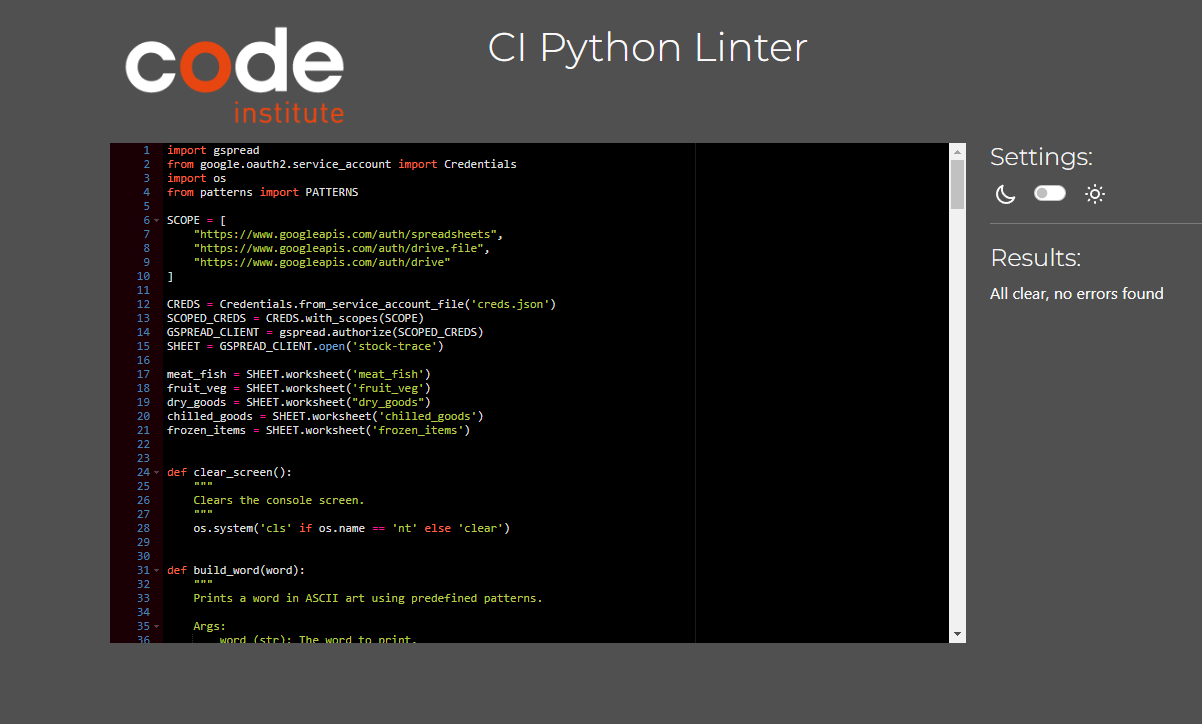 code
institute
CI Python Linter
1 import gspread
2 from google.oauth2.service_account import Credentials
3 import os
4 from patterns import PATTERNS
5
6 SCOPE = [
7     "https://www.googleapis.com/auth/spreadsheets",
8     "https://www.googleapis.com/auth/drive.file",
9     "https://www.googleapis.com/auth/drive"
10 ]
11
12 CREDS = Credentials.from_service_account_file('creds.json')
13 SCOPED_CREDS = CREDS.with_scopes(SCOPE)
14 GSPREAD_CLIENT = gspread.authorize(SCOPED_CREDS)
15 SHEET = GSPREAD_CLIENT.open('stock-trace')
16
17 meat_fish = SHEET.worksheet('meat_fish')
18 fruit_veg = SHEET.worksheet('fruit_veg')
19 dry_goods = SHEET.worksheet("dry_goods")
20 chilled_goods = SHEET.worksheet('chilled_goods')
21 frozen_items = SHEET.worksheet('frozen_items')
22
23
24 def clear_screen():
25     """
26     Clears the console screen.
27     """
28     os.system('cls' if os.name == 'nt' else 'clear')
29
30
31 def build_word(word):
32     """
33     Prints a word in ASCII art using predefined patterns.
34
35     Args:
36         word (str): The word to print.
Settings:
Results:
All clear, no errors found